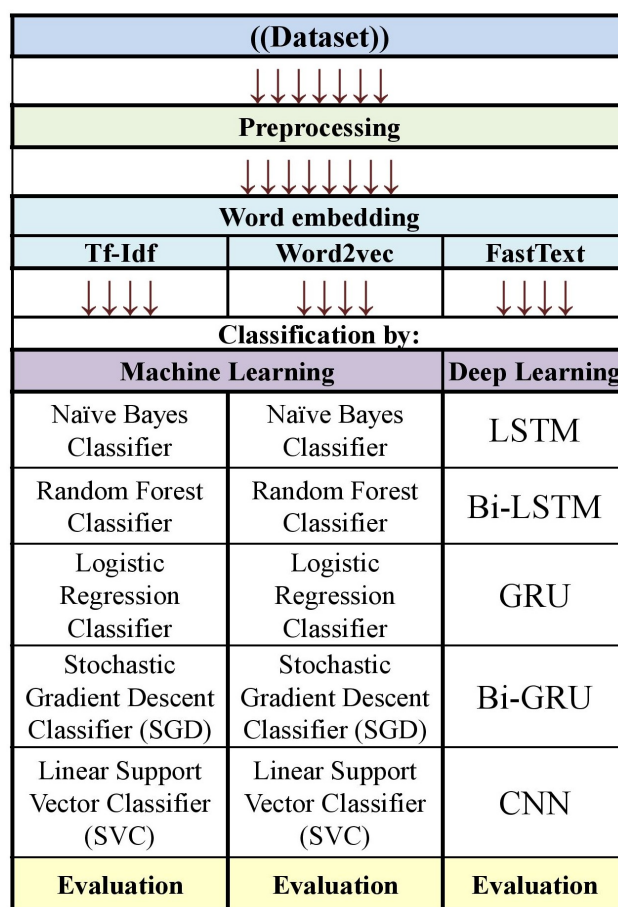 ((Dataset))
Preprocessing
Word embedding
Tf-Idf
Word2vec
FastText
Classification by:
Machine Learning
Deep Learning
Naïve Bayes
Classifier
Naïve Bayes
Classifier
LSTM
Random Forest
Classifier
Random Forest
Classifier
Bi-LSTM
Logistic
Regression
Classifier
Logistic
Regression
Classifier
GRU
Stochastic
Gradient Descent
Classifier (SGD)
Stochastic
Gradient Descent
Classifier (SGD)
Bi-GRU
Linear Support
Vector Classifier
(SVC)
Linear Support
Vector Classifier
(SVC)
CNN
Evaluation
Evaluation
Evaluation